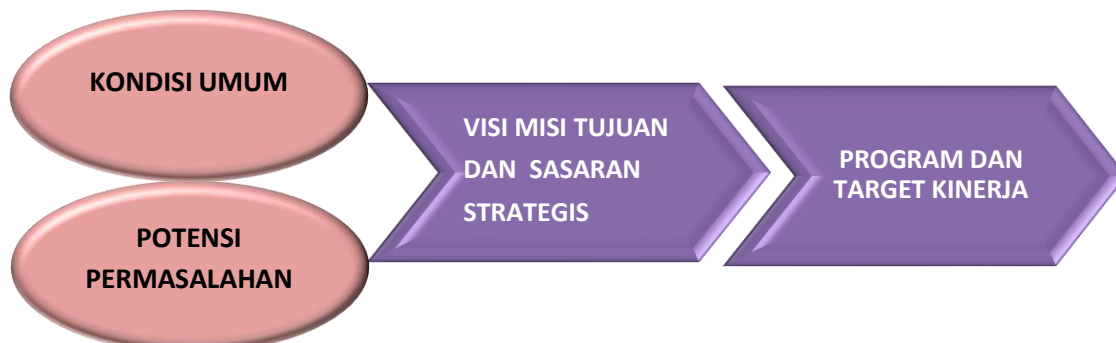 KONDISI UMUM
POTENSI
PERMASALAHAN
VISI MISI TUJUAN
DAN SASARAN
STRATEGIS
PROGRAM DAN
TARGET KINERJA